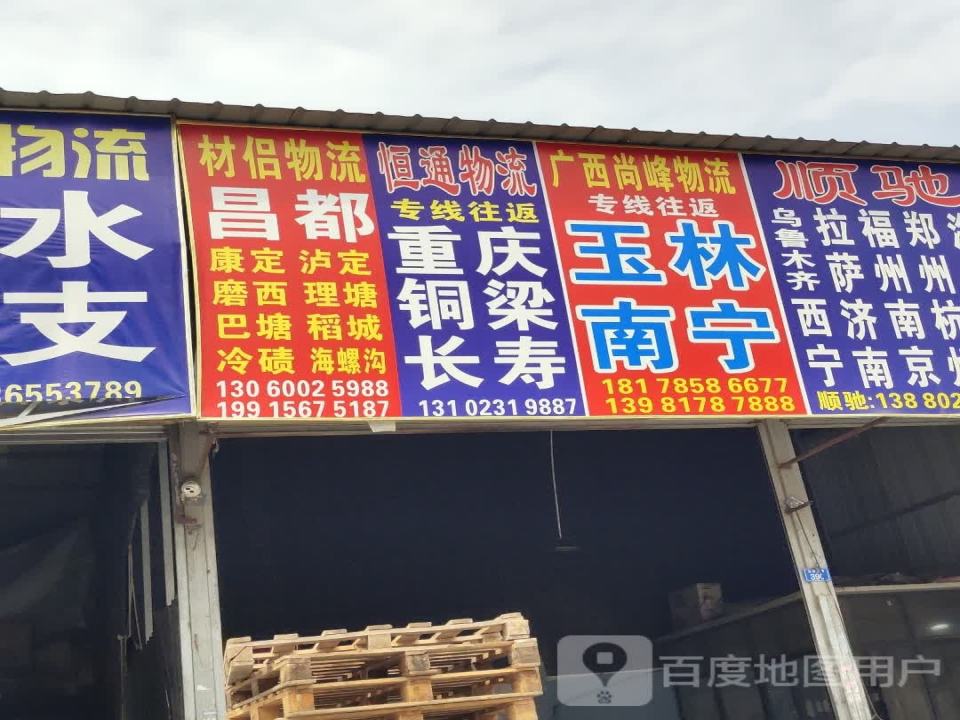 物流
水
支
6553789
材侣物流
昌都
康定 泸定
磨西 理塘
巴塘 稻城
冷碛 海螺沟
130 6002 5988
199 1567 5187
恒通物流
专线往返
重庆
铜梁
长寿
131 0231 9887
广西尚峰物流
专线往返
玉林
南宁
181 7858 6677
139 8178 7888
顺驰
乌鲁木齐
拉萨
福州
郑州
西宁
济南
南京
杭
顺驰:138 802
百度地图用户